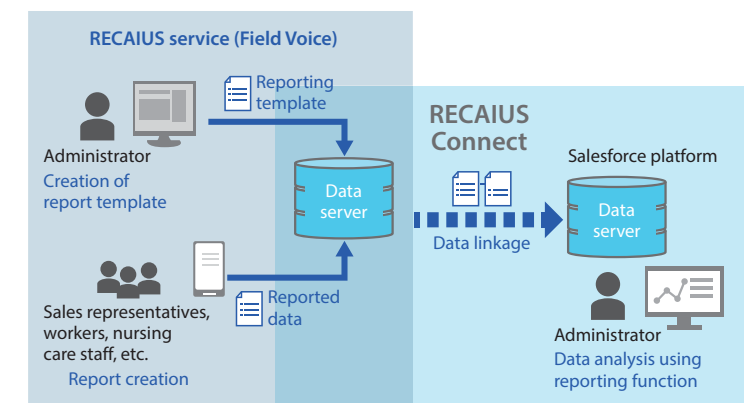 RECAIUS service (Field Voice)
Reporting
template
Administrator
Creation of
report template
Data
server
Sales representatives,
workers, nursing
care staff, etc.
Report creation
Reported
data
RECAIUS
Connect
Data linkage
Salesforce platform
Data
server
Administrator
Data analysis using
reporting function